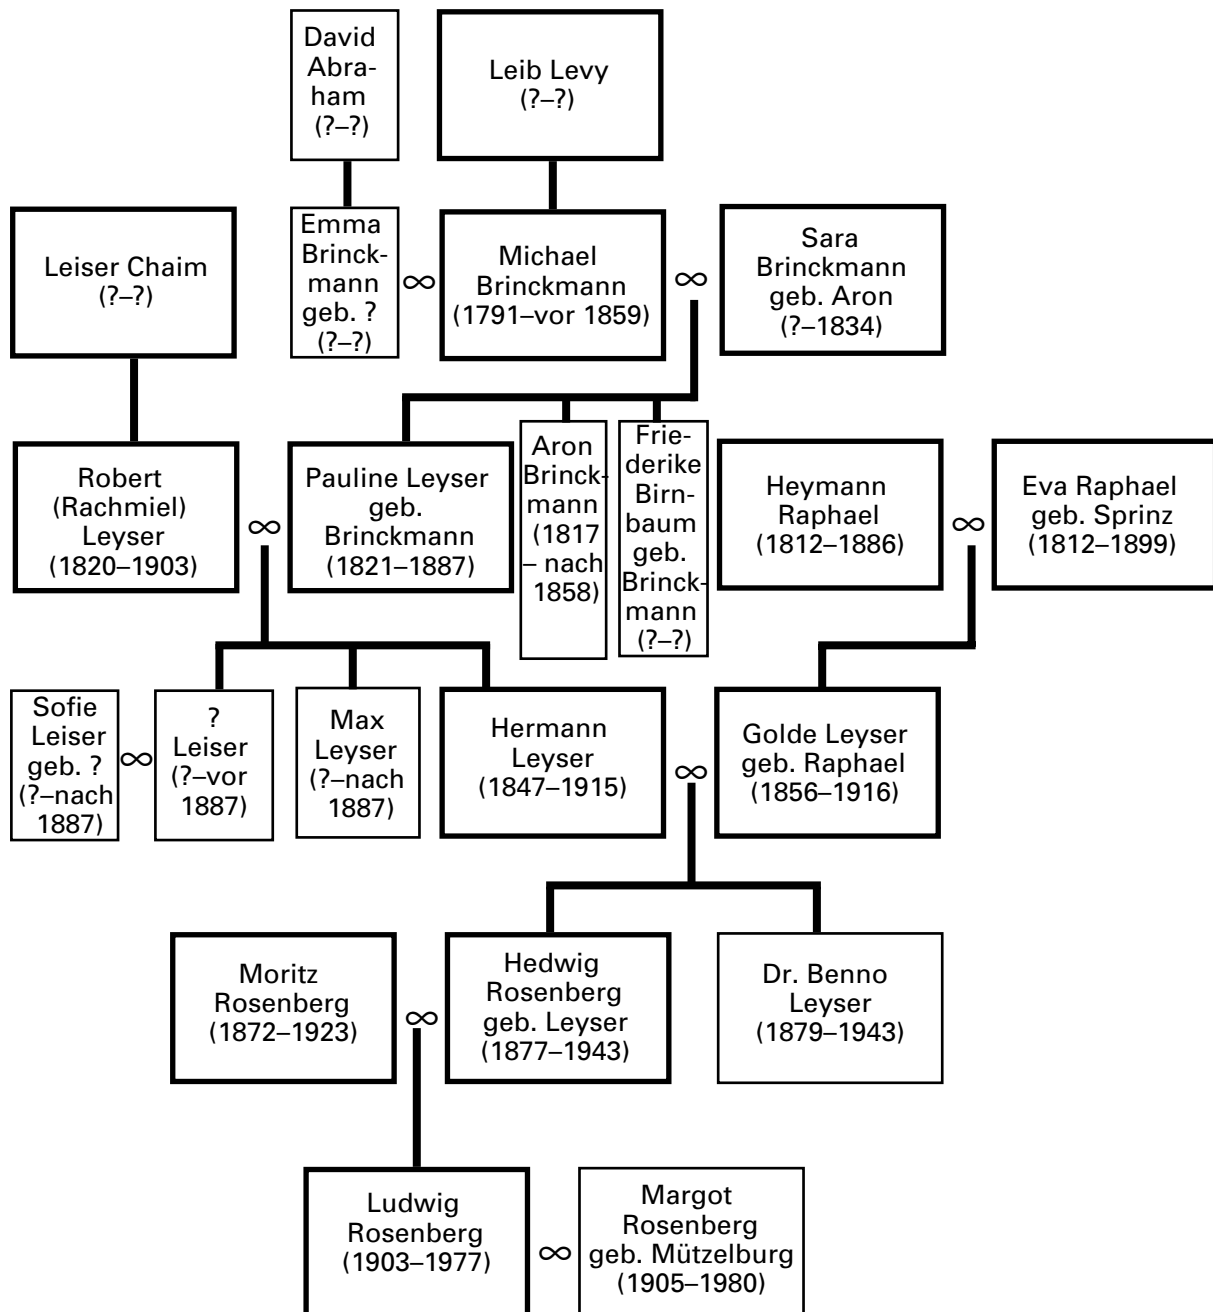 David
Abra-
ham
(?–?)
Leib Levy
(?–?)
Leiser Chaim
(?–?)
Emma
Brinck-
mann
geb. ?
(?–?)
∞
Michael
Brinckmann
(1791–vor 1859)
∞
Sara
Brinckmann
geb. Aron
(?–1834)
Robert
(Rachmiel)
Leyser
(1820–1903)
∞
Pauline Leyser
geb.
Brinckmann
(1821–1887)
Aron
Brinck-
mann
(1817
– nach
1858)
Frie-
derike
Birn-
baum
geb.
Brinck-
mann
(?–?)
Heymann
Raphael
(1812–1886)
∞
Eva Raphael
geb. Sprinz
(1812–1899)
Sofie
Leiser
geb. ?
(?–nach
1887)
∞
?
Leiser
(?–vor
1887)
Max
Leyser
(?–nach
1887)
Hermann
Leyser
(1847–1915)
∞
Golde Leyser
geb. Raphael
(1856–1916)
Moritz
Rosenberg
(1872–1923)
∞
Hedwig
Rosenberg
geb. Leyser
(1877–1943)
Dr. Benno
Leyser
(1879–1943)
Ludwig
Rosenberg
(1903–1977)
∞
Margot
Rosenberg
geb. Mützelburg
(1905–1980)